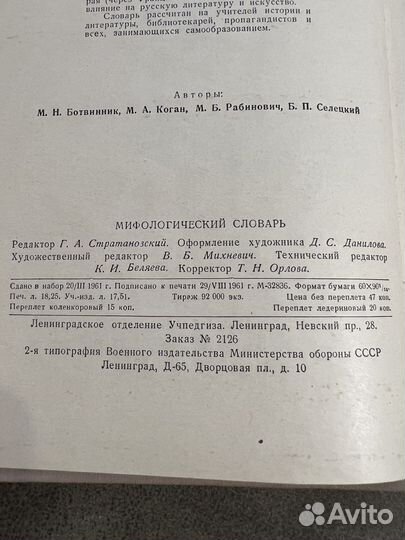 влияние на русскую литературу и искусство.
Словарь рассчитан на учителей истории и
литературы, библиотекарей, пропагандистов и
всех, занимающихся самообразованием.
Авторы:
М. Н. Ботвинник, М. А. Коган, М. Б. Рабинович, Б. П. Селецкий
МИФОЛОГИЧЕСКИЙ СЛОВАРЬ
Редактор Г. А. Стратановский. Оформление художника Д. С. Данилова.
Художественный редактор В. Б. Михневич. Технический редактор
К. И. Беляева. Корректор Т. Н. Орлова.
Сдано в набор 20/III 1961 г. Подписано к печати 29/VIII 1961 г. М-32836. Формат бумаги 60×90¹/₁₆.
Печ. л. 18,25. Уч.-изд. л. 17,51. Тираж 92 000 экз. Цена без переплета 47 коп.
Переплет коленкоровый 15 коп. Переплет ледериновый 20 коп.
Ленинградское отделение Учпедгиза. Ленинград, Невский пр., 28.
Заказ № 2126
2-я типография Военного издательства Министерства обороны СССР
Ленинград, Д-65, Дворцовая пл., д. 10
Avito